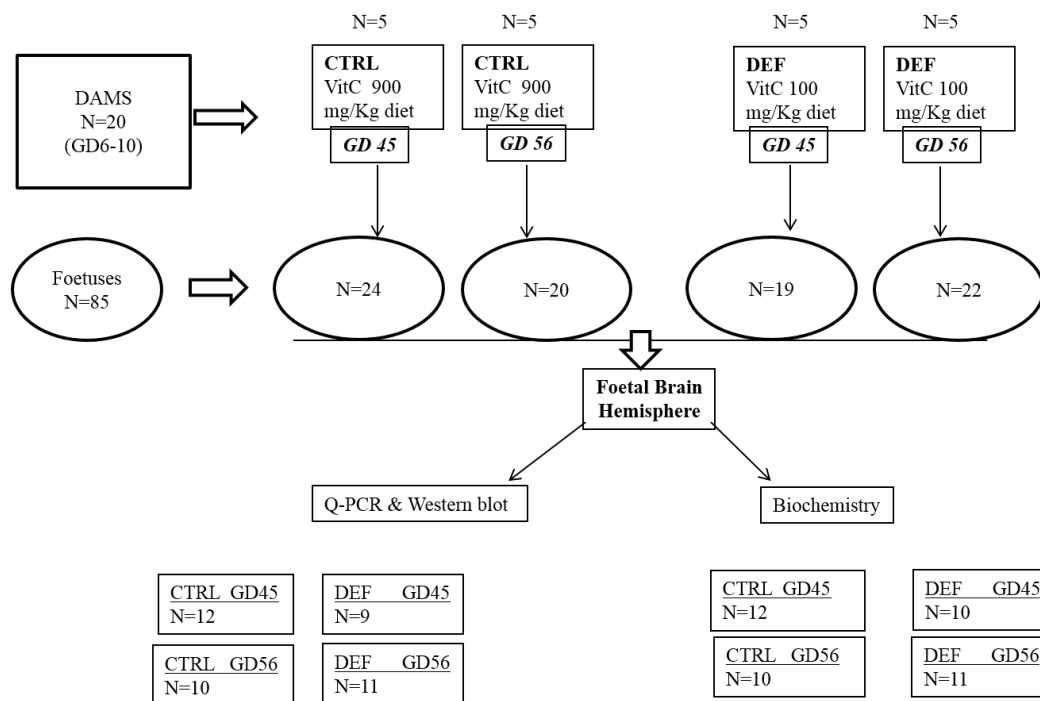 N=5
N=5
N=5
N=5
DAMS
N=20
(GD6-10)
CTRL
VitC 900
mg/Kg diet
GD 45
CTRL
VitC 900
mg/Kg diet
GD 56
DEF
VitC 100
mg/Kg diet
GD 45
DEF
VitC 100
mg/Kg diet
GD 56
Foetuses
N=85
N=24
N=20
N=19
N=22
Foetal Brain
Hemisphere
Q-PCR & Western blot
Biochemistry
CTRL GD45
N=12
DEF GD45
N=9
CTRL GD56
N=10
DEF GD56
N=11
CTRL GD45
N=12
DEF GD45
N=10
CTRL GD56
N=10
DEF GD56
N=11